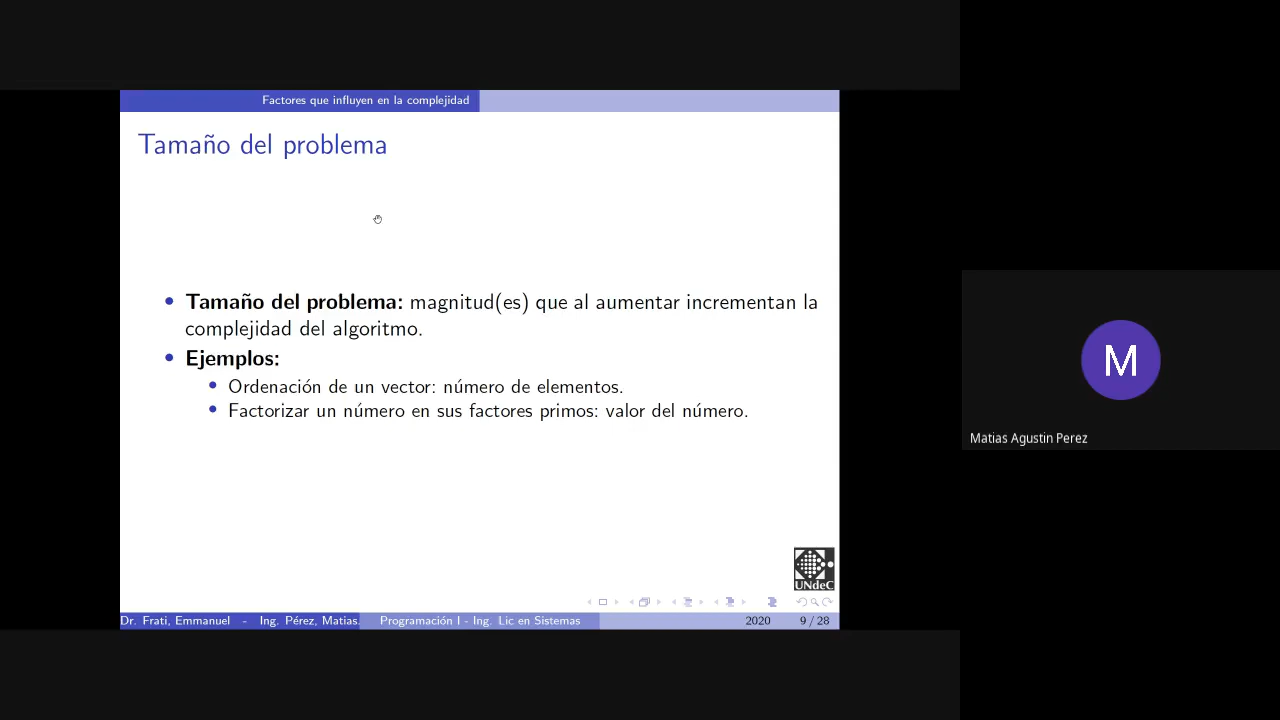 Factores que influyen en la complejidad
Tamaño del problema
Tamaño del problema: magnitud(es) que al aumentar incrementan la
complejidad del algoritmo.
Ejemplos:
Ordenación de un vector: número de elementos.
Factorizar un número en sus factores primos: valor del número.
UNdeC
Dr. Frati, Emmanuel - Ing. Pérez, Matias. Programación I - Ing. Lic en Sistemas 2020 9 / 28
M
Matias Agustin Perez